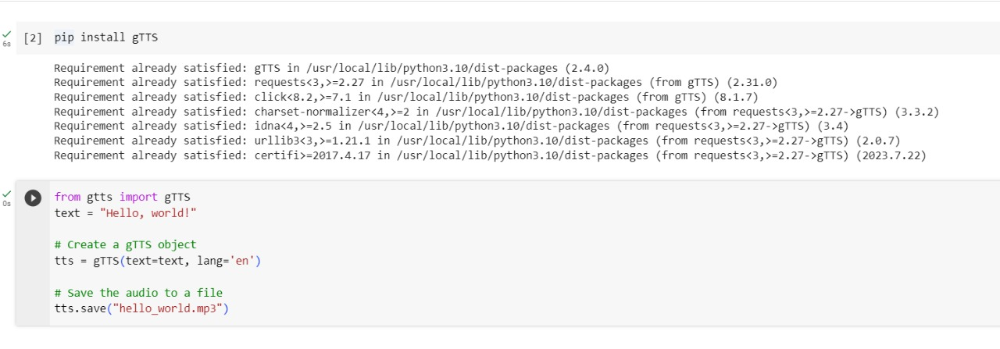 6s
[2] pip install gTTS
Requirement already satisfied: gTTS in /usr/local/lib/python3.10/dist-packages (2.4.0)
Requirement already satisfied: requests<3,>=2.27 in /usr/local/lib/python3.10/dist-packages (from gTTS) (2.31.0)
Requirement already satisfied: click<8.2,>=7.1 in /usr/local/lib/python3.10/dist-packages (from gTTS) (8.1.7)
Requirement already satisfied: charset-normalizer<4,>=2 in /usr/local/lib/python3.10/dist-packages (from requests<3,>=2.27->gTTS) (3.3.2)
Requirement already satisfied: idna<4,>=2.5 in /usr/local/lib/python3.10/dist-packages (from requests<3,>=2.27->gTTS) (3.4)
Requirement already satisfied: urllib3<3,>=1.21.1 in /usr/local/lib/python3.10/dist-packages (from requests<3,>=2.27->gTTS) (2.0.7)
Requirement already satisfied: certifi>=2017.4.17 in /usr/local/lib/python3.10/dist-packages (from requests<3,>=2.27->gTTS) (2023.7.22)
0s
from gtts import gTTS
text = "Hello, world!"
# Create a gTTS object
tts = gTTS(text=text, lang='en')
# Save the audio to a file
tts.save("hello_world.mp3")